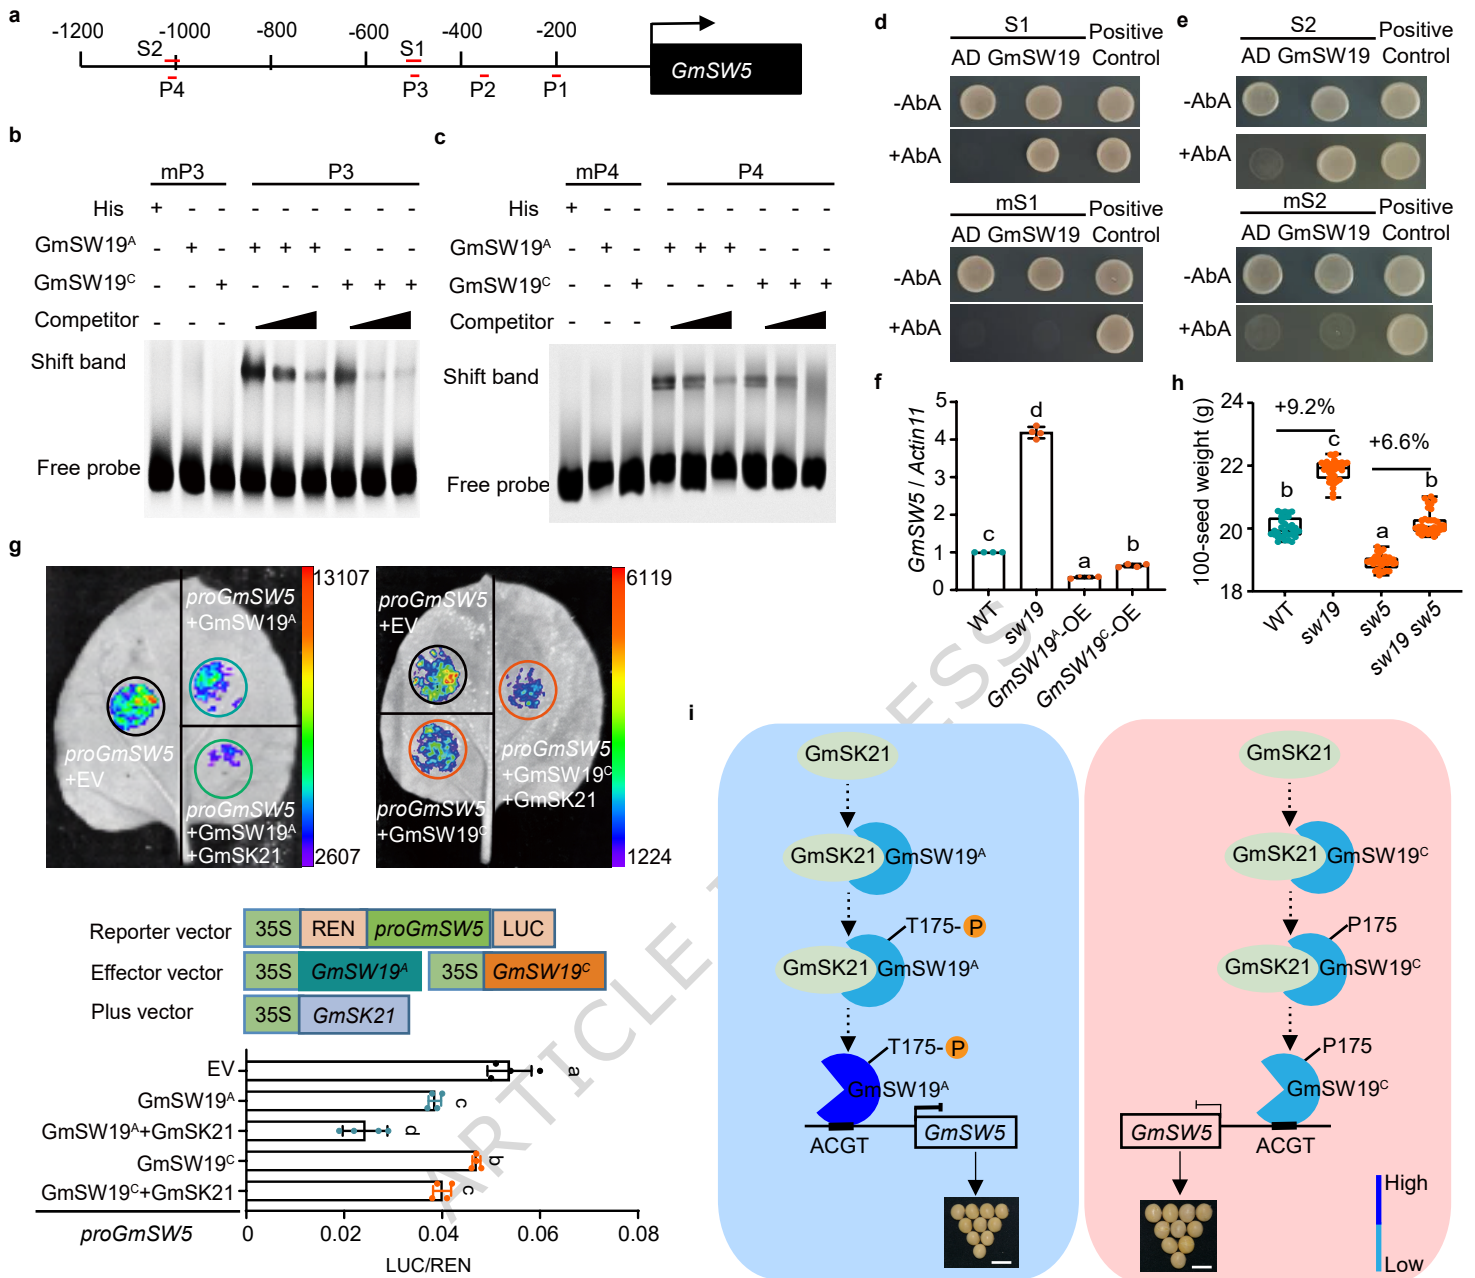 a
-1200
-1000
-800
-600
-400
-200
S2
S1
P4
P3
P2
P1
GmSW5
b
mP3
P3
His
+ - - - - - - - -
GmSW19ᴬ
- + - + + + - - -
GmSW19ᶜ
- - + - - - + + +
Competitor
- - -
Shift band
Free probe
c
mP4
P4
His
+ - - - - - - - -
GmSW19ᴬ
- + - + + + - - -
GmSW19ᶜ
- - + - - - + + +
Competitor
- - -
Shift band
Free probe
d
S1
Positive
AD GmSW19 Control
-AbA
+AbA
mS1
Positive
AD GmSW19 Control
-AbA
+AbA
e
S2
Positive
AD GmSW19 Control
-AbA
+AbA
mS2
Positive
AD GmSW19 Control
-AbA
+AbA
f
GmSW5 / Actin11
5
4
3
2
1
0
c
d
a
b
WT
sw19
GmSW19ᴬ-OE
GmSW19ᶜ-OE
h
100-seed weight (g)
24
22
20
18
+9.2%
+6.6%
b
c
a
b
WT
sw19
sw5
sw19 sw5
g
proGmSW5
+GmSW19ᴬ
proGmSW5
+EV
proGmSW5
+GmSW19ᴬ
+GmSK21
13107
2607
proGmSW5
+EV
proGmSW5
+GmSW19ᶜ
+GmSK21
proGmSW5
+GmSW19ᶜ
6119
1224
Reporter vector
35S REN proGmSW5 LUC
Effector vector
35S GmSW19ᴬ 35S GmSW19ᶜ
Plus vector
35S GmSK21
EV
a
GmSW19ᴬ
c
GmSW19ᴬ+GmSK21
d
GmSW19ᶜ
b
GmSW19ᶜ+GmSK21
c
proGmSW5
0 0.02 0.04 0.06 0.08
LUC/REN
i
GmSK21
GmSK21 GmSW19ᴬ
T175-P
GmSK21 GmSW19ᴬ
T175-P
GmSW19ᴬ
ACGT
GmSW5
GmSK21
GmSK21 GmSW19ᶜ
P175
GmSK21 GmSW19ᶜ
P175
GmSW19ᶜ
GmSW5
ACGT
High
Low
ARTICLE I
ESS